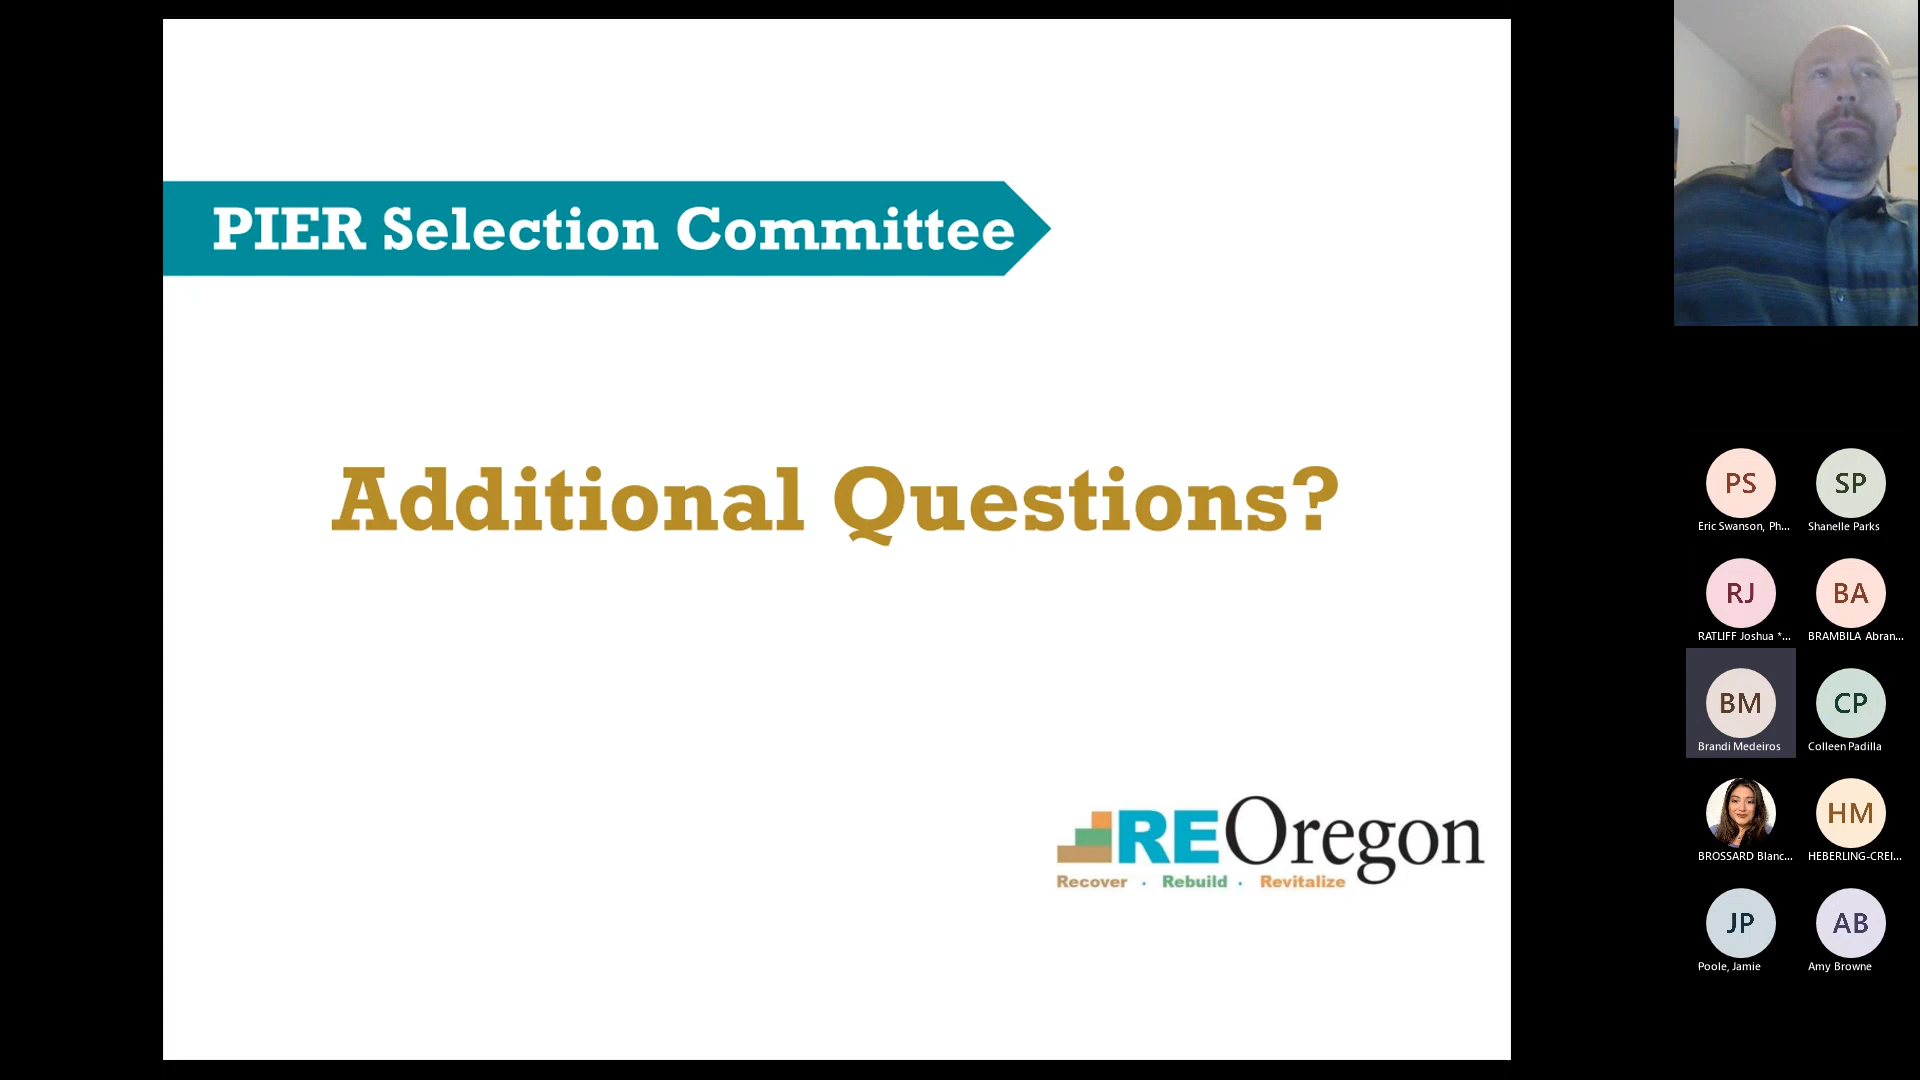 PIER Selection Committee
Additional Questions?
REOregon
Recover · Rebuild · Revitalize
PS
Eric Swanson, Ph...
SP
Shanelle Parks
RJ
RATLIFF Joshua *...
BA
BRAMBILA Abran...
BM
Brandi Medeiros
CP
Colleen Padilla
BROSSARD Blanc...
HM
HEBERLING-CREI...
JP
Poole, Jamie
AB
Amy Browne